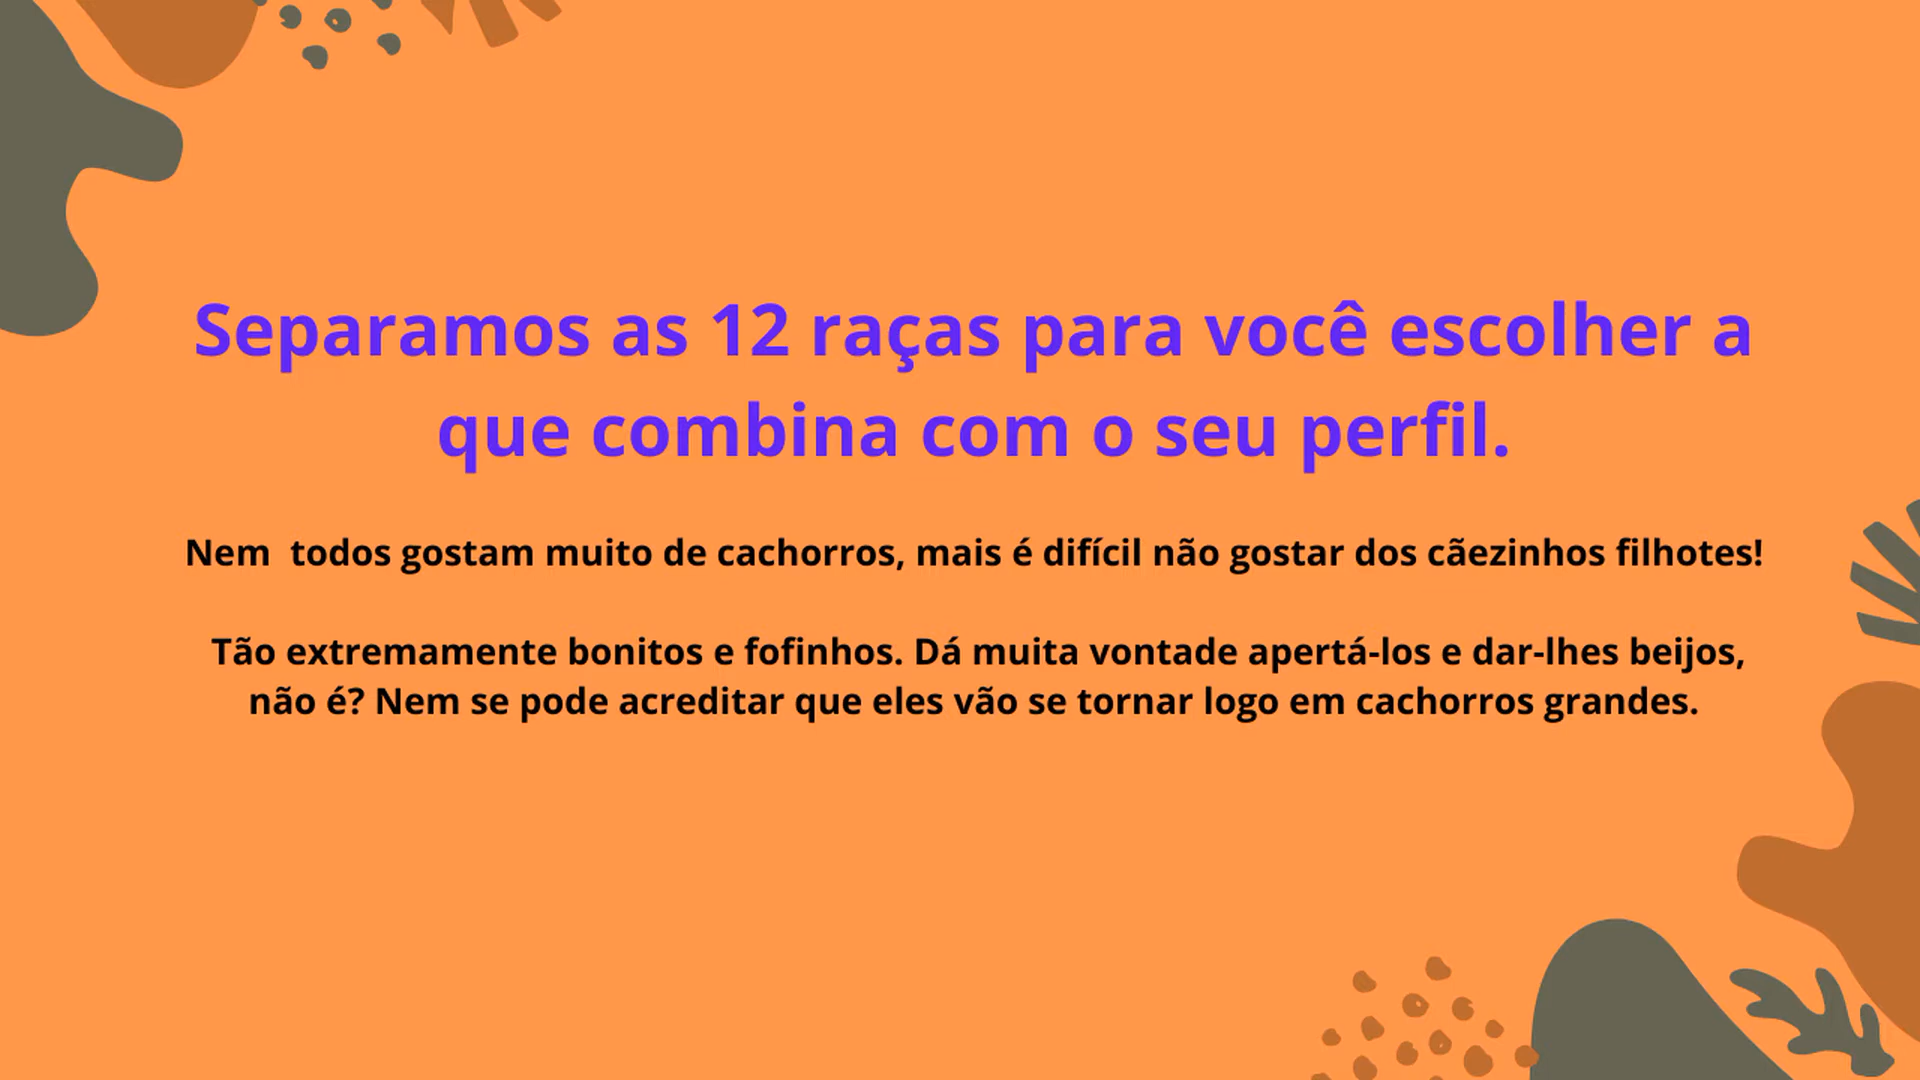 Separamos as 12 raças para você escolher a
que combina com o seu perfil.
Nem  todos gostam muito de cachorros, mais é difícil não gostar dos cãezinhos filhotes!
Tão extremamente bonitos e fofinhos. Dá muita vontade apertá-los e dar-lhes beijos,
não é? Nem se pode acreditar que eles vão se tornar logo em cachorros grandes.